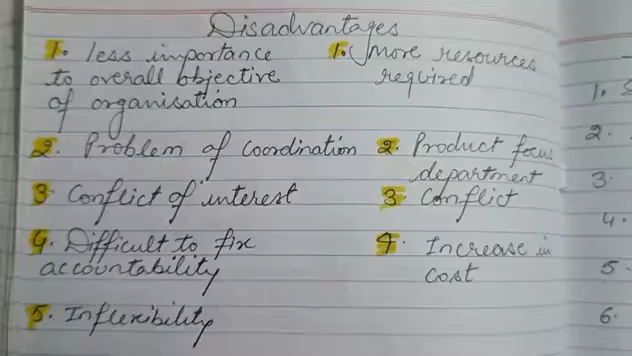 Disadvantages
1. less importance
to overall objective
of organisation
2. Problem of coordination
3. Conflict of interest
4. Difficult to fix
accountability
5. Inflexibility
1. more resources
required
2. Product focus
department
3. Conflict
4. Increase in
cost
1.
2.
3.
4.
5.
6.